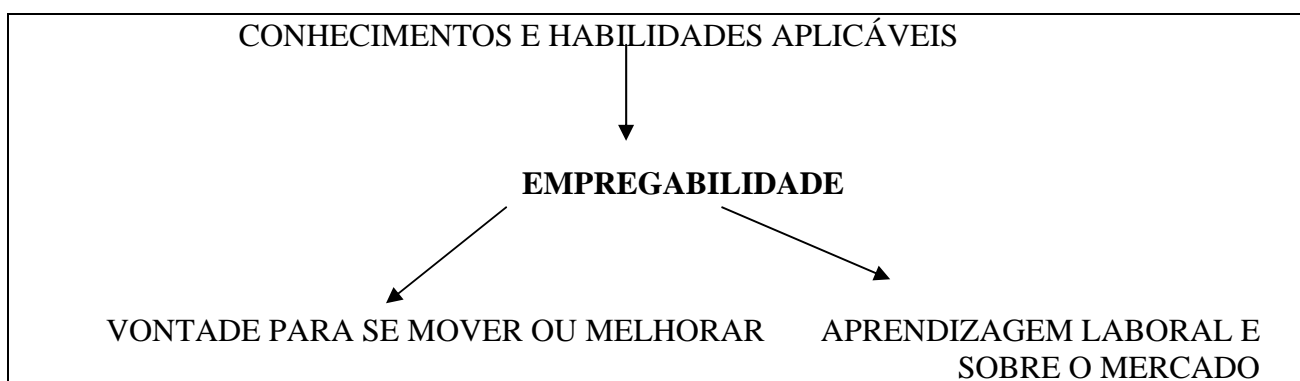 CONHECIMENTOS E HABILIDADES APLICÁVEIS
EMPREGABILIDADE
VONTADE PARA SE MOVER OU MELHORAR
APRENDIZAGEM LABORAL E
SOBRE O MERCADO